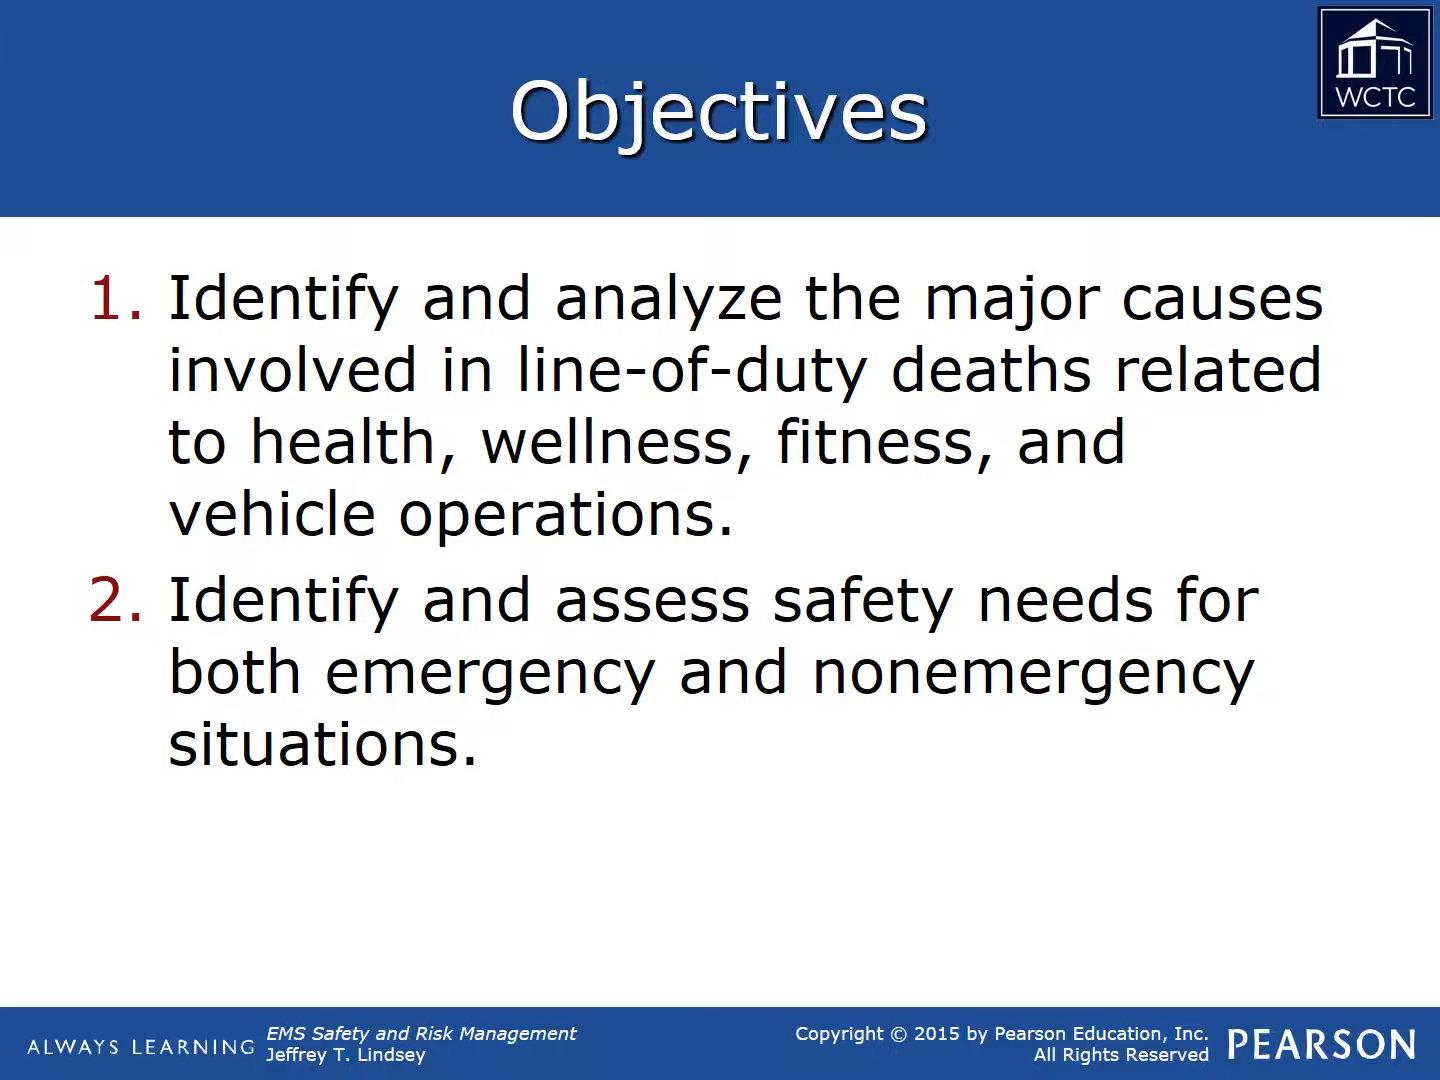 WCTC
Objectives
1. Identify and analyze the major causes
involved in line-of-duty deaths related
to health, wellness, fitness, and
vehicle operations.
2. Identify and assess safety needs for
both emergency and nonemergency
situations.
ALWAYS LEARNING
EMS Safety and Risk Management
Jeffrey T. Lindsey
Copyright © 2015 by Pearson Education, Inc.
All Rights Reserved
PEARSON